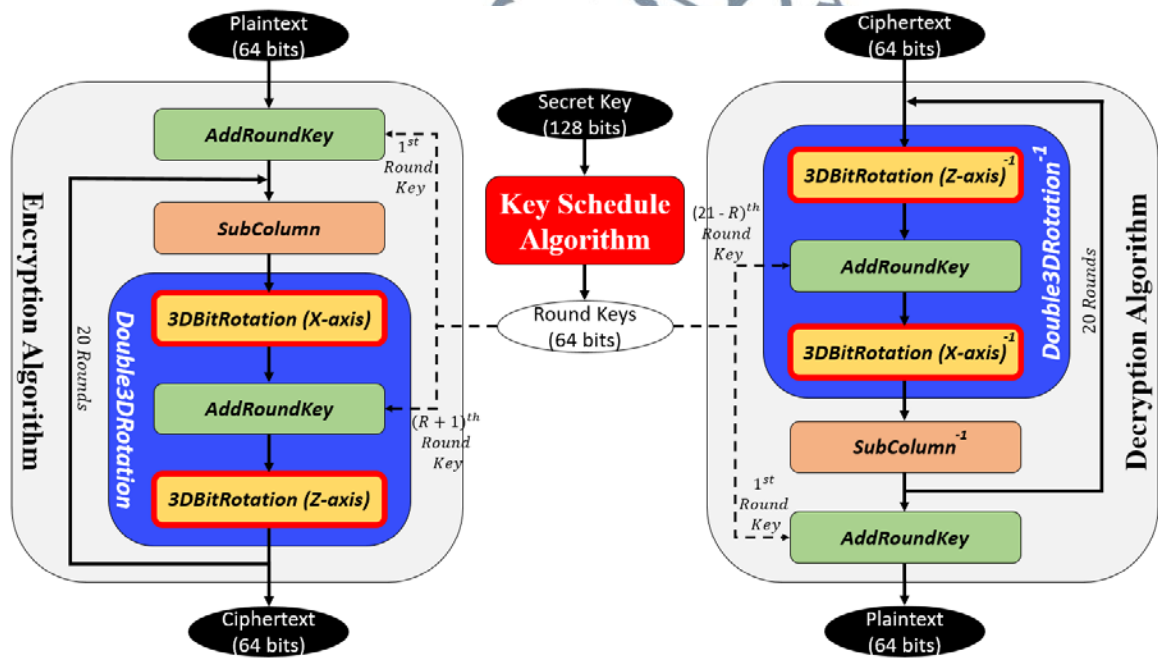 Plaintext
(64 bits)
AddRoundKey
1st
Round
Key
SubColumn
3DBitRotation (X-axis)
AddRoundKey
(R + 1)th
Round
Key
3DBitRotation (Z-axis)
Double3DRotation
20 Rounds
Encryption Algorithm
Ciphertext
(64 bits)
Secret Key
(128 bits)
Key Schedule
Algorithm
Round Keys
(64 bits)
Ciphertext
(64 bits)
3DBitRotation (Z-axis)-1
(21 - R)th
Round
Key
AddRoundKey
3DBitRotation (X-axis)-1
Double3DRotation-1
20 Rounds
SubColumn-1
1st
Round
Key
AddRoundKey
Decryption Algorithm
Plaintext
(64 bits)